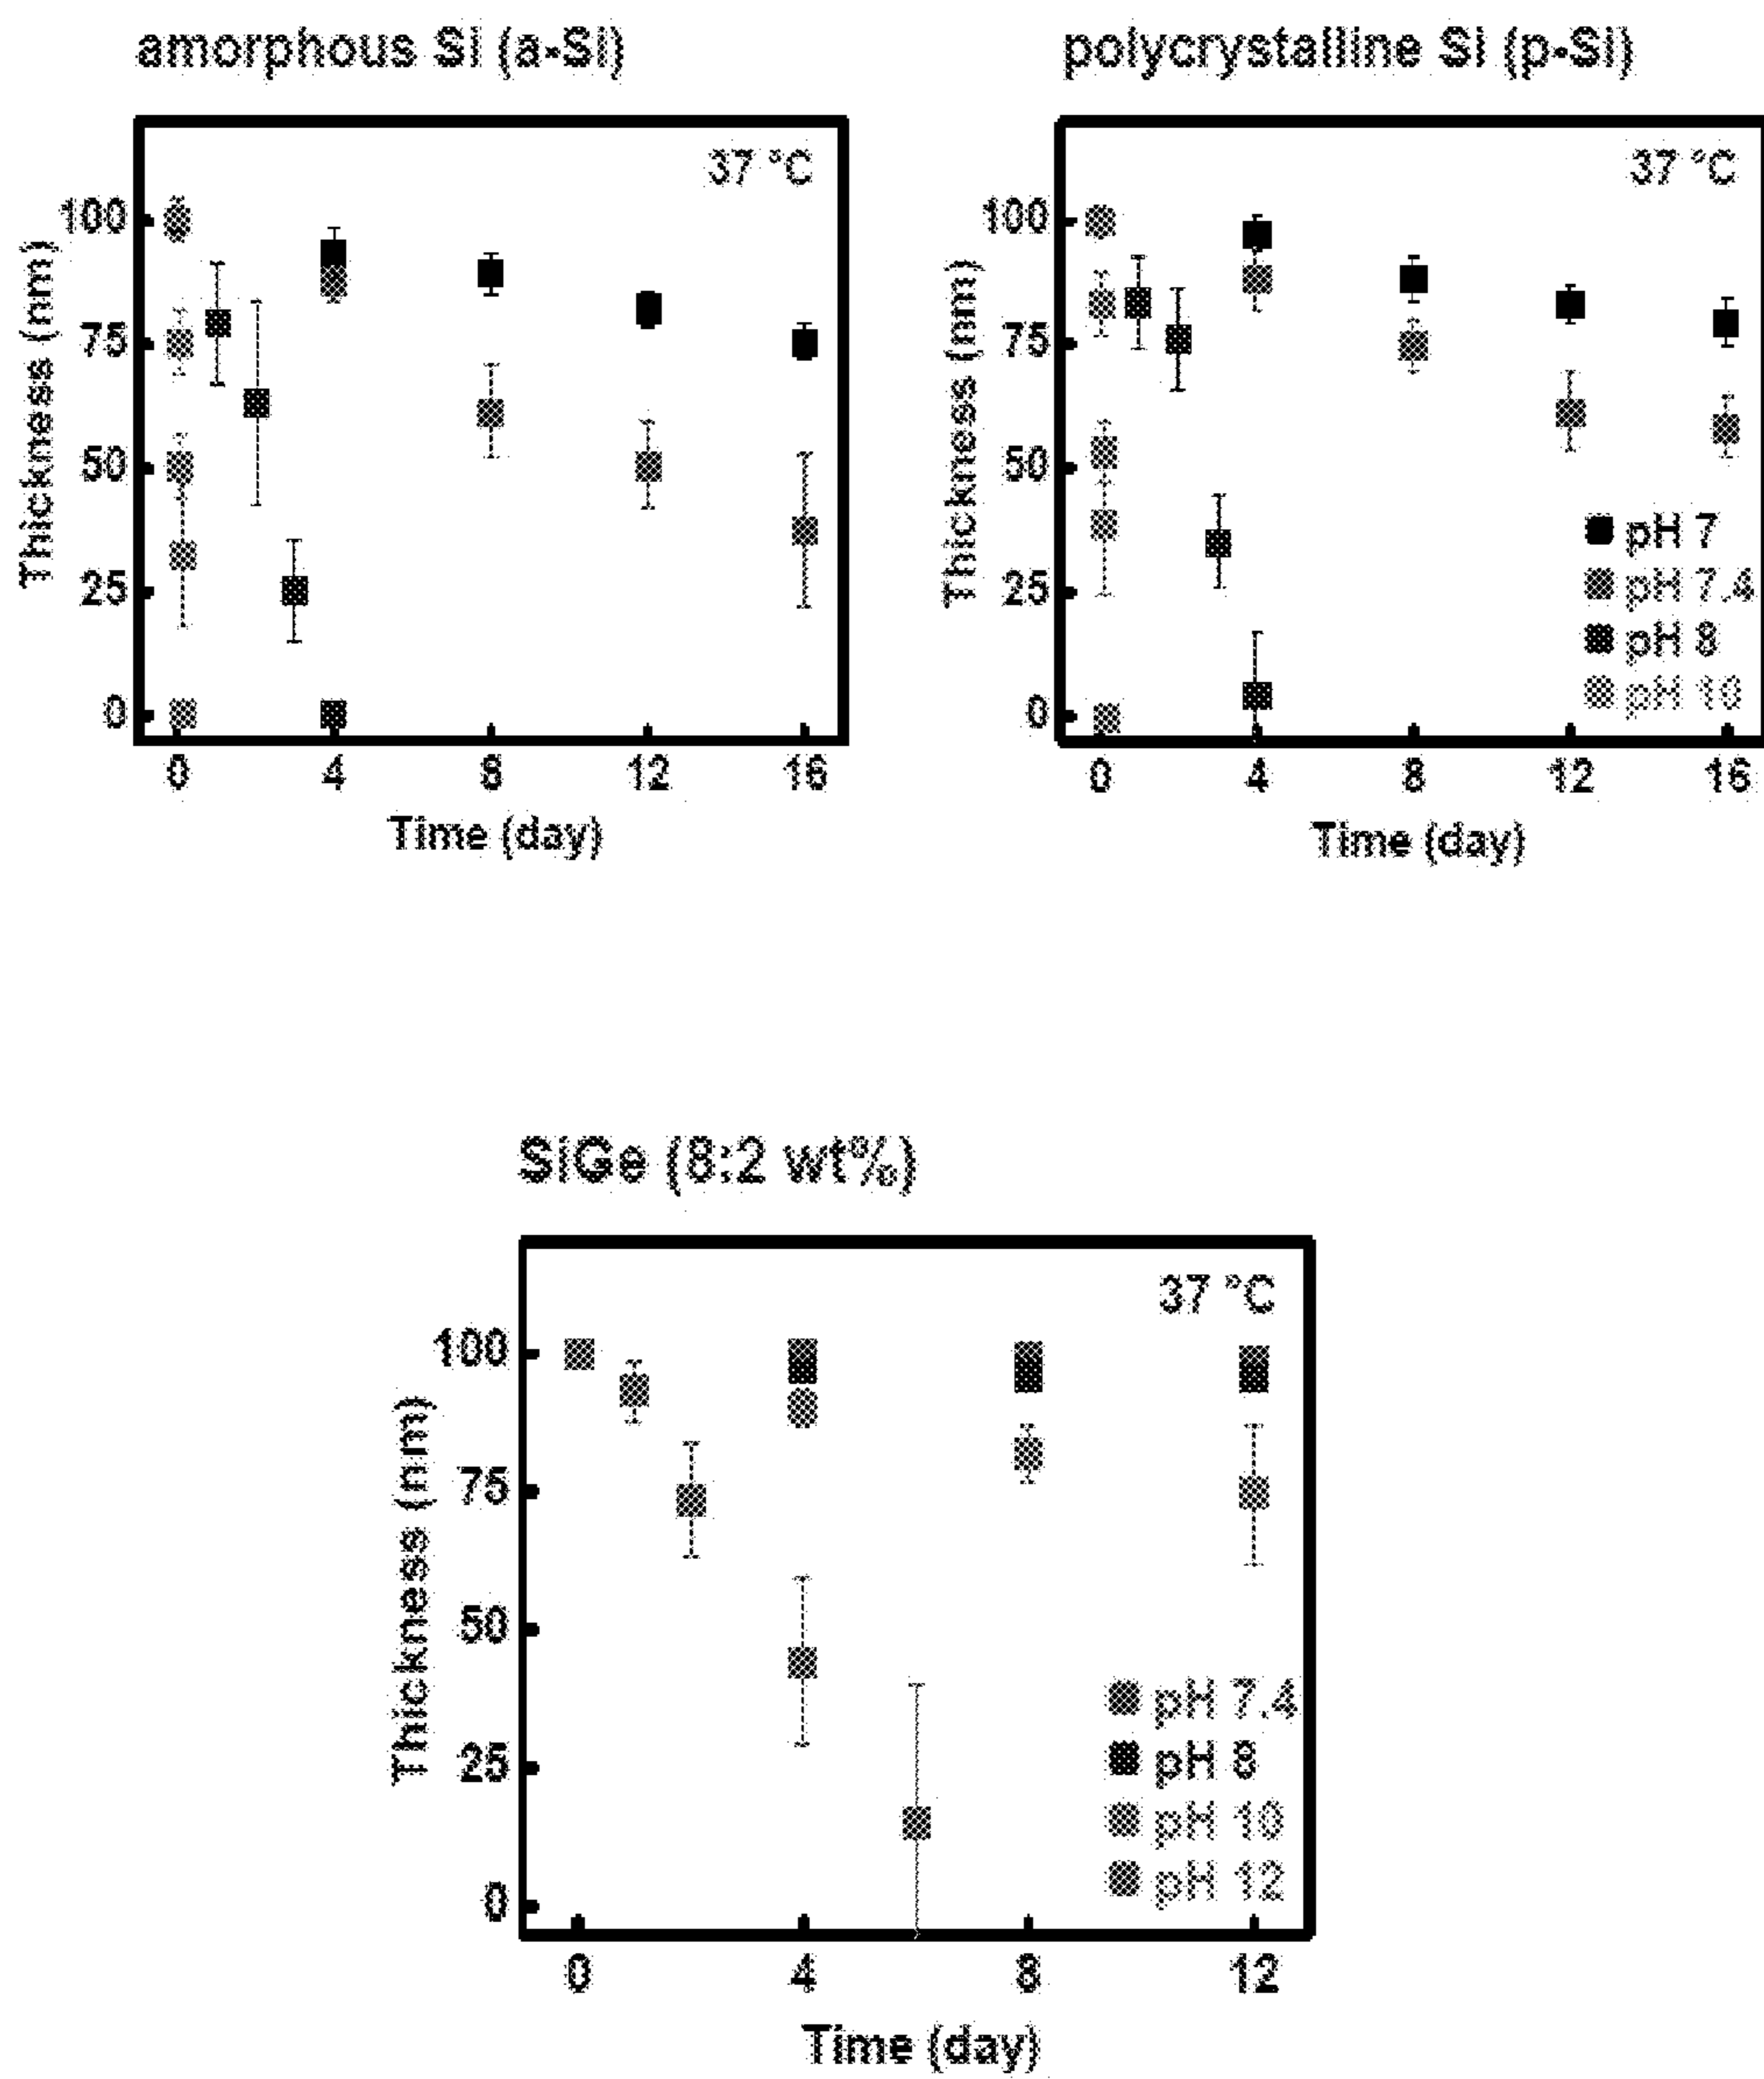 amorphous Si (a-Si)
37 °C
100
75
50
25
0
Thickness (nm)
0 4 8 12 16
Time (day)
polycrystalline Si (p-Si)
37 °C
100
75
50
25
0
Thickness (nm)
pH 7
pH 7.4
pH 8
pH 10
0 4 8 12 16
Time (day)
SiGe (8:2 wt%)
37 °C
100
75
50
25
0
Thickness (nm)
pH 7.4
pH 8
pH 10
pH 12
0 4 8 12
Time (day)